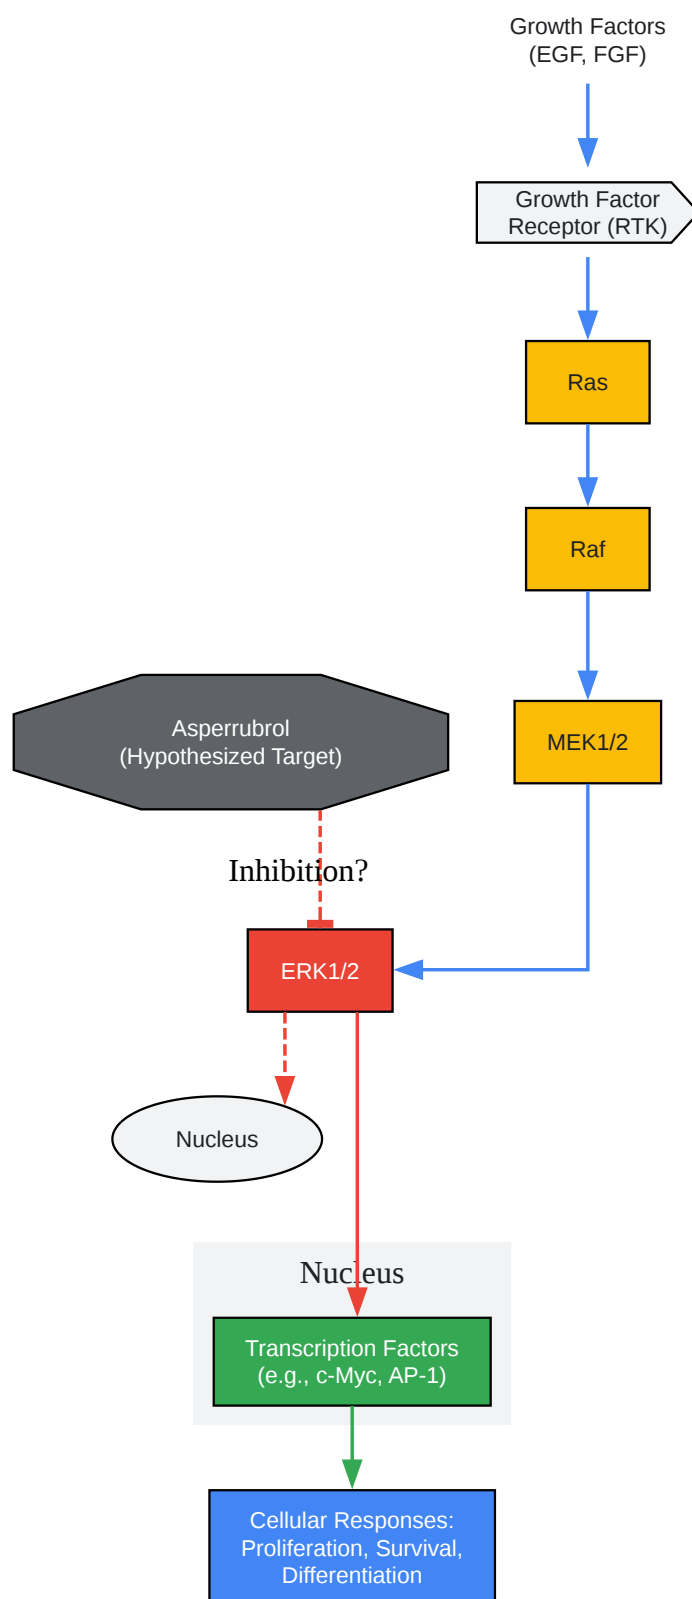 Growth Factors
(EGF, FGF)
Growth Factor
Receptor (RTK)
Ras
Raf
Asperrubrol
(Hypothesized Target)
MEK1/2
Inhibition?
ERK1/2
Nucleus
Nucleus
Transcription Factors
(e.g., c-Myc, AP-1)
Cellular Responses:
Proliferation, Survival,
Differentiation